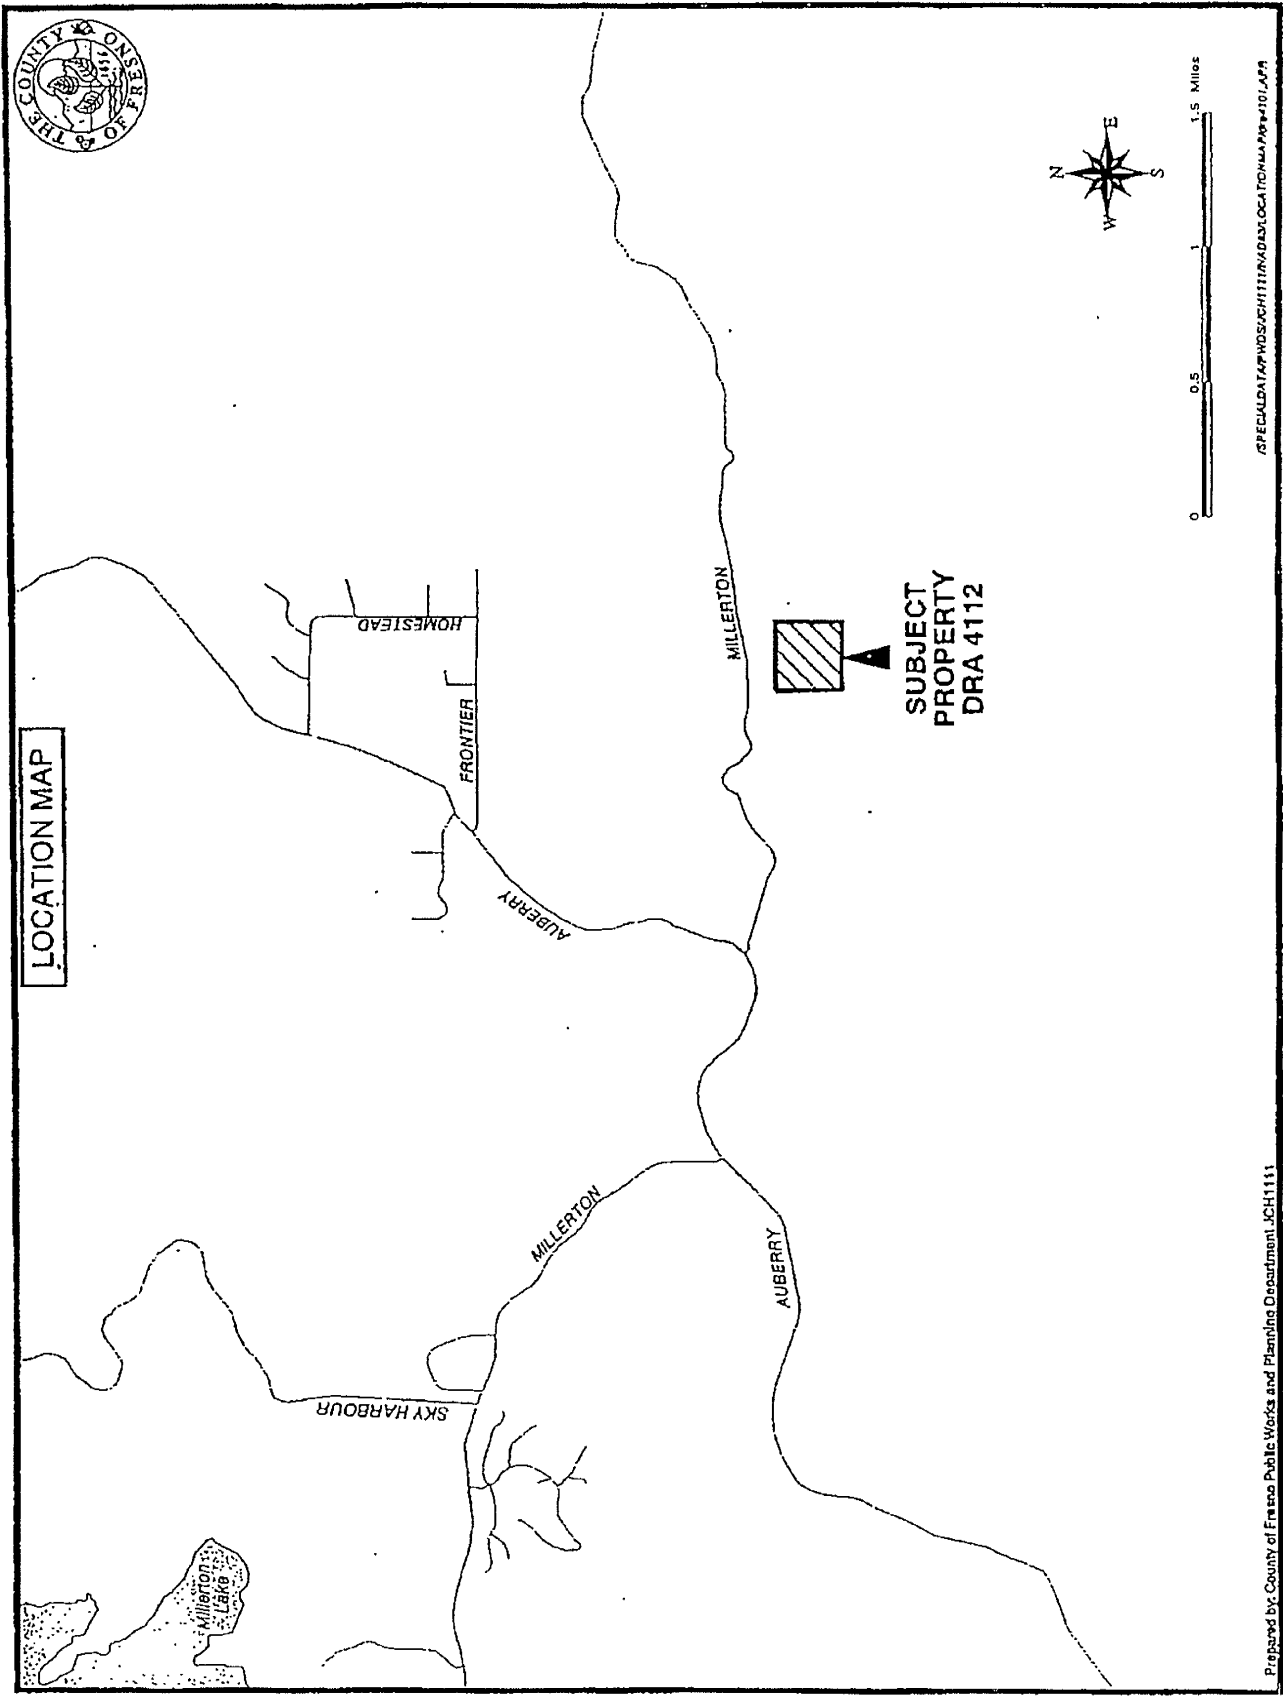 LOCATION MAP
THE COUNTY
OF FRESNO
1856
Millerton
Lake
SKY HARBOUR
MILLERTON
AUBERRY
AUBERRY
FRONTIER
HOMESTEAD
MILLERTON
SUBJECT
PROPERTY
DRA 4112
N
W
E
S
0
0.5
1
1.5 Miles
Prepared by: County of Fresno Public Works and Planning Department JCH1111